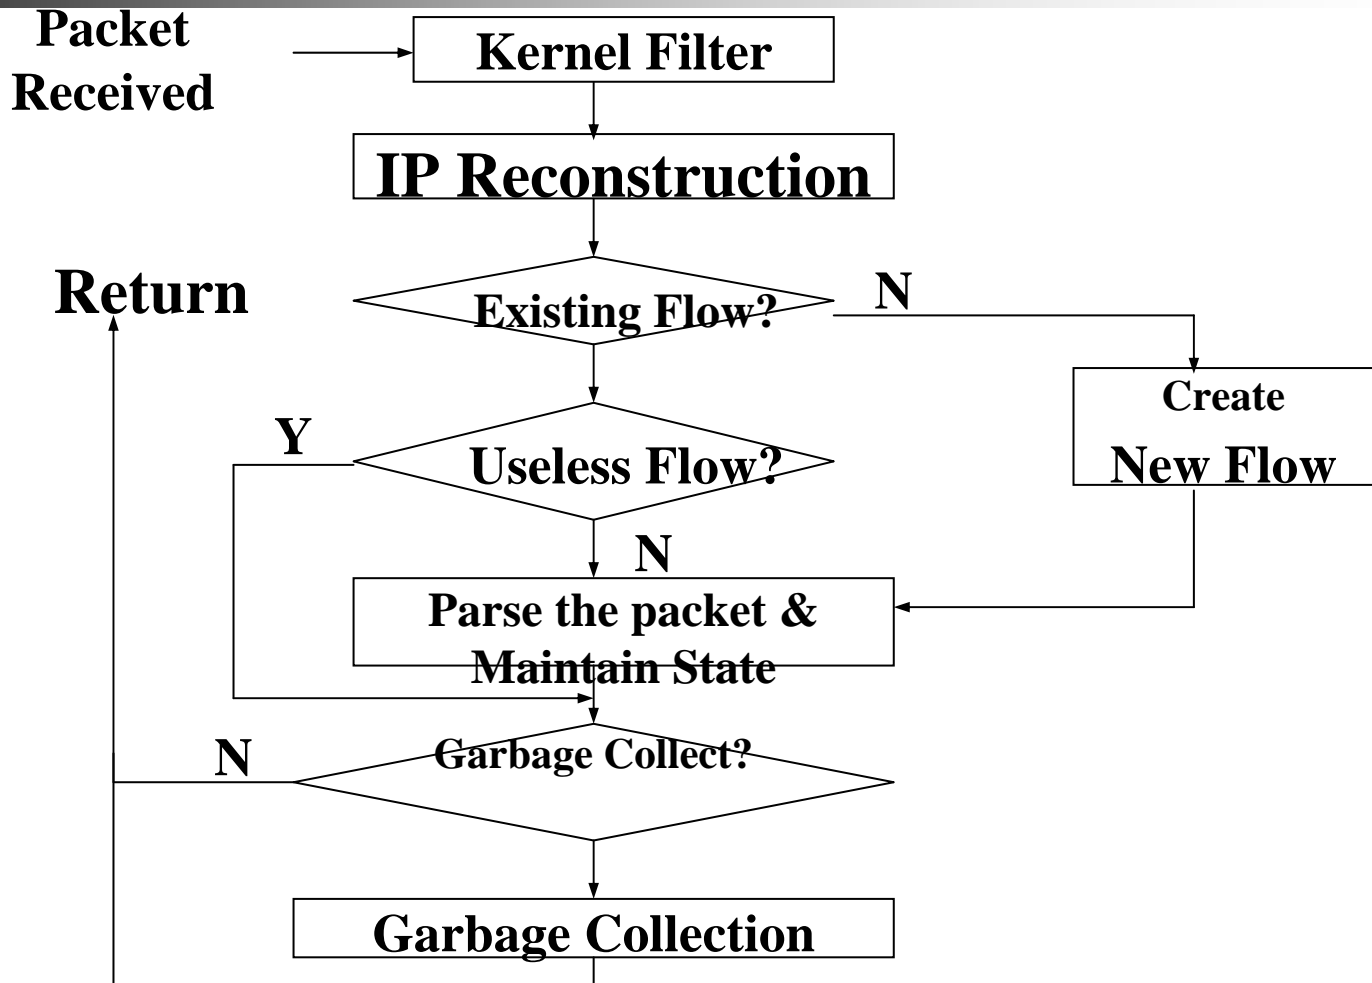 Packet
Received
Kernel Filter
IP Reconstruction
Return
Existing Flow?
N
Create
New Flow
Y
Useless Flow?
N
Parse the packet &
Maintain State
N
Garbage Collect?
Garbage Collection